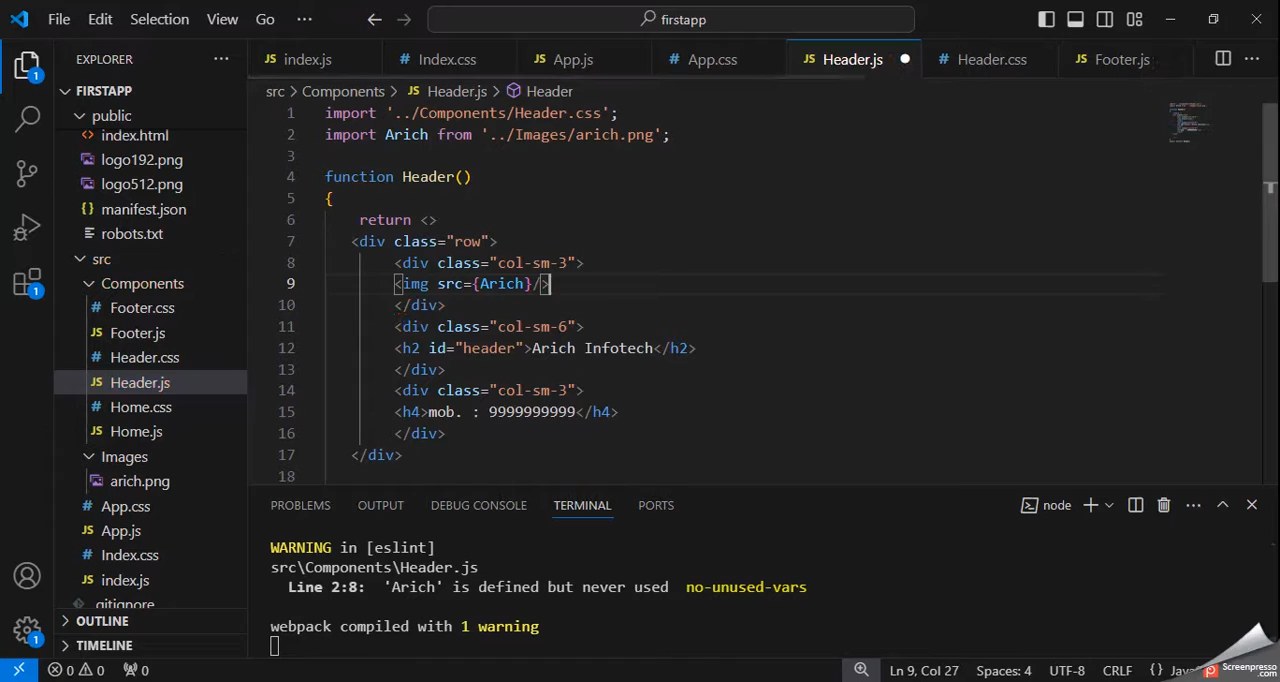 File Edit Selection View Go ··· firstapp
EXPLORER ···
index.js Index.css App.js App.css Header.js Header.css Footer.js ···
FIRSTAPP
public
index.html
logo192.png
logo512.png
manifest.json
robots.txt
src
Components
Footer.css
Footer.js
Header.css
Header.js
Home.css
Home.js
Images
arich.png
App.css
App.js
Index.css
index.js
.gitignore
OUTLINE
TIMELINE
src > Components > JS Header.js > Header
1 import '../Components/Header.css';
2 import Arich from '../Images/arich.png';
3
4 function Header()
5 {
6 return <>
7 <div class="row">
8 <div class="col-sm-3">
9 <img src={Arich}/>
10 </div>
11 <div class="col-sm-6">
12 <h2 id="header">Arich Infotech</h2>
13 </div>
14 <div class="col-sm-3">
15 <h4>mob. : 9999999999</h4>
16 </div>
17 </div>
18
PROBLEMS OUTPUT DEBUG CONSOLE TERMINAL PORTS node
WARNING in [eslint]
src\Components\Header.js
Line 2:8: 'Arich' is defined but never used no-unused-vars
webpack compiled with 1 warning
0 0 0 Ln 9, Col 27 Spaces: 4 UTF-8 CRLF {}
Screenpresso
.com